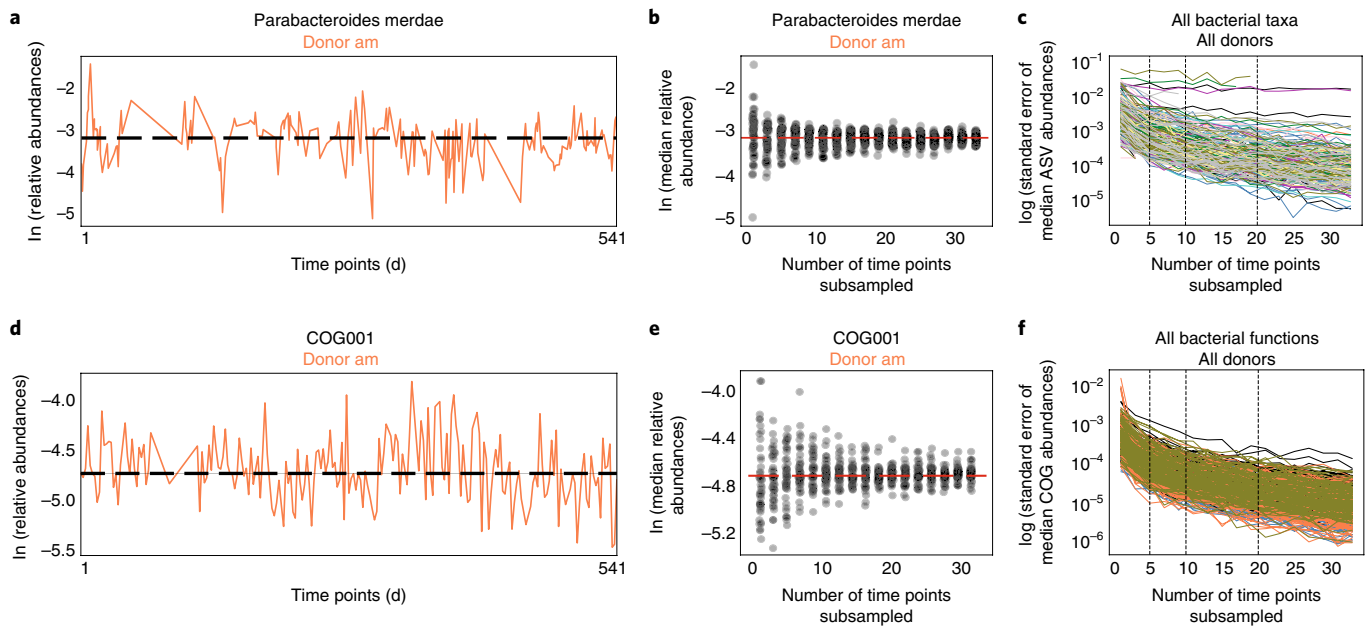 a
Parabacteroides merdae
Donor am
ln (relative abundances)
−2
−3
−4
−5
1
541
Time points (d)
b
Parabacteroides merdae
Donor am
ln (median relative
abundance)
−2
−3
−4
−5
0 10 20 30
Number of time points
subsampled
c
All bacterial taxa
All donors
log (standard error of
median ASV abundances)
10−1
10−2
10−3
10−4
10−5
0 5 10 15 20 25 30
Number of time points
subsampled
d
COG001
Donor am
ln (relative abundances)
−4.0
−4.5
−5.0
−5.5
1
541
Time points (d)
e
COG001
Donor am
ln (median relative
abundances)
−4.0
−4.4
−4.8
−5.2
0 10 20 30
Number of time points
subsampled
f
All bacterial functions
All donors
log (standard error of
median COG abundances)
10−2
10−3
10−4
10−5
10−6
0 5 10 15 20 25 30
Number of time points
subsampled